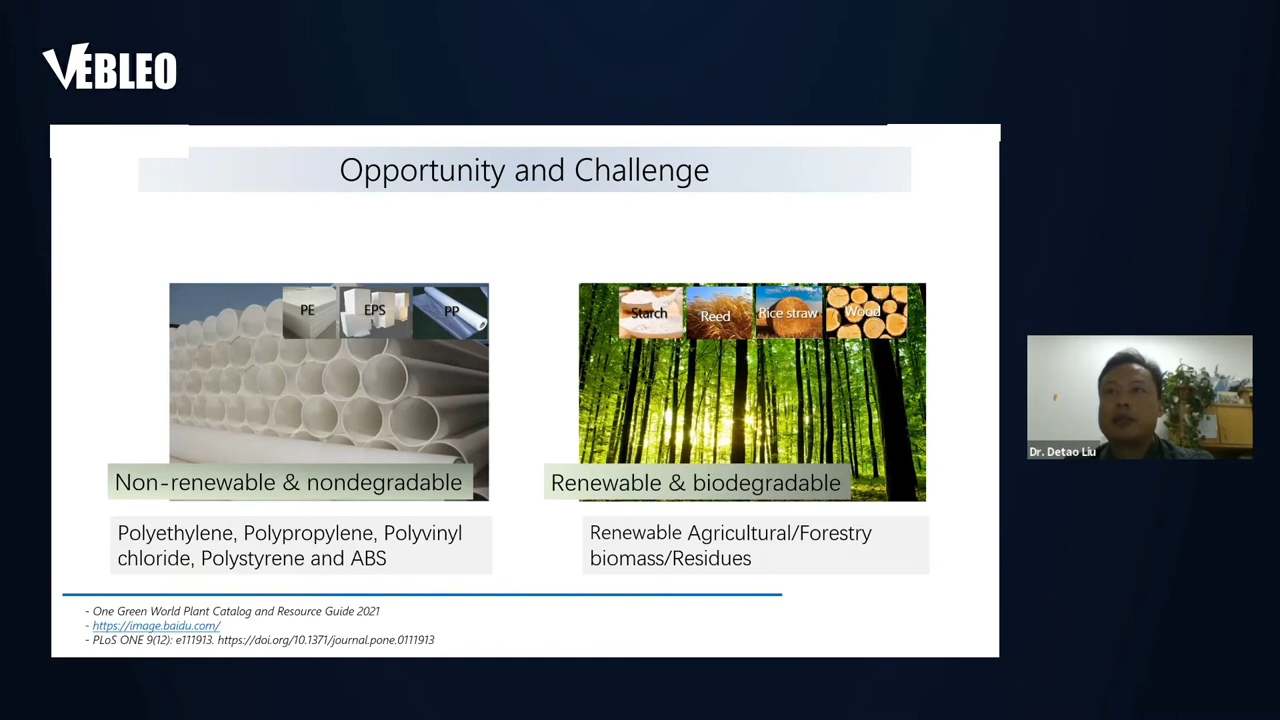 VEBLEO
Opportunity and Challenge
PE
EPS
PP
Starch
Reed
Rice straw
Wood
Non-renewable & nondegradable
Renewable & biodegradable
Polyethylene, Polypropylene, Polyvinyl
chloride, Polystyrene and ABS
Renewable Agricultural/Forestry
biomass/Residues
- One Green World Plant Catalog and Resource Guide 2021
- https://image.baidu.com/
- PLoS ONE 9(12): e111913. https://doi.org/10.1371/journal.pone.0111913
Dr. Detao Liu